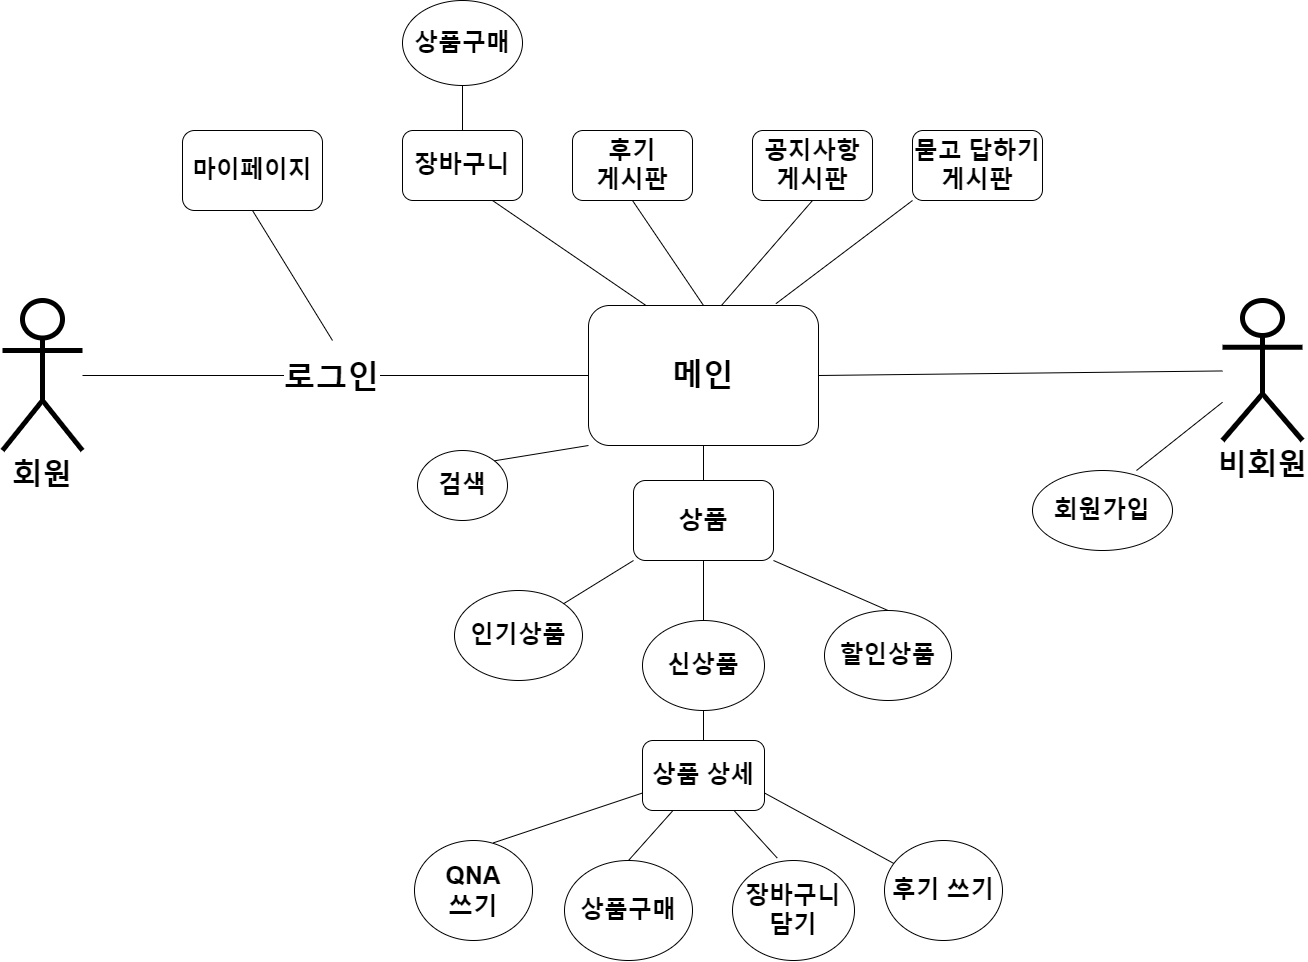 상품구매
마이페이지
장바구니
후기
게시판
공지사항
게시판
묻고 답하기
게시판
로그인
메인
회원
비회원
검색
상품
회원가입
인기상품
신상품
할인상품
상품 상세
QNA
쓰기
상품구매
장바구니
담기
후기 쓰기